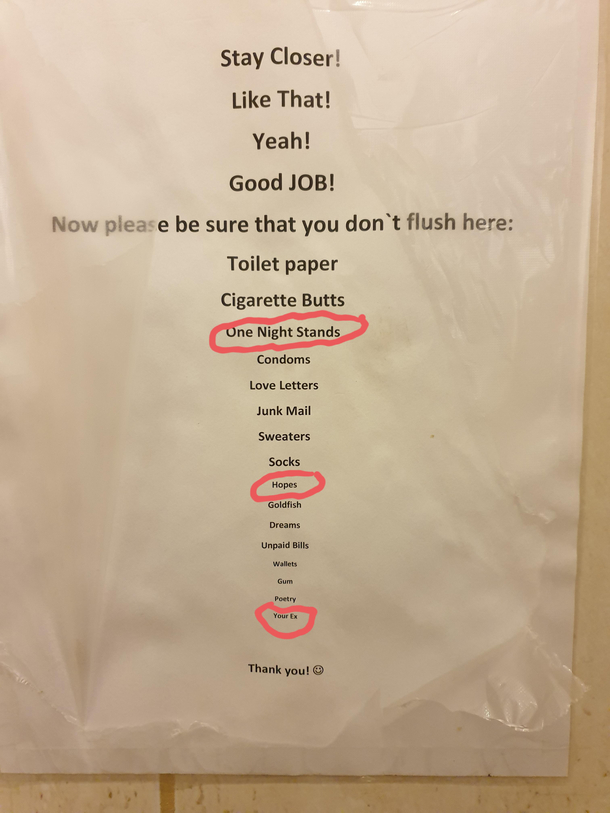 Stay Closer!
Like That!
Yeah!
Good JOB!
Now please be sure that you don`t flush here:
Toilet paper
Cigarette Butts
One Night Stands
Condoms
Love Letters
Junk Mail
Sweaters
Socks
Hopes
Goldfish
Dreams
Unpaid Bills
Wallets
Gum
Poetry
Your Ex
Thank you! ☺